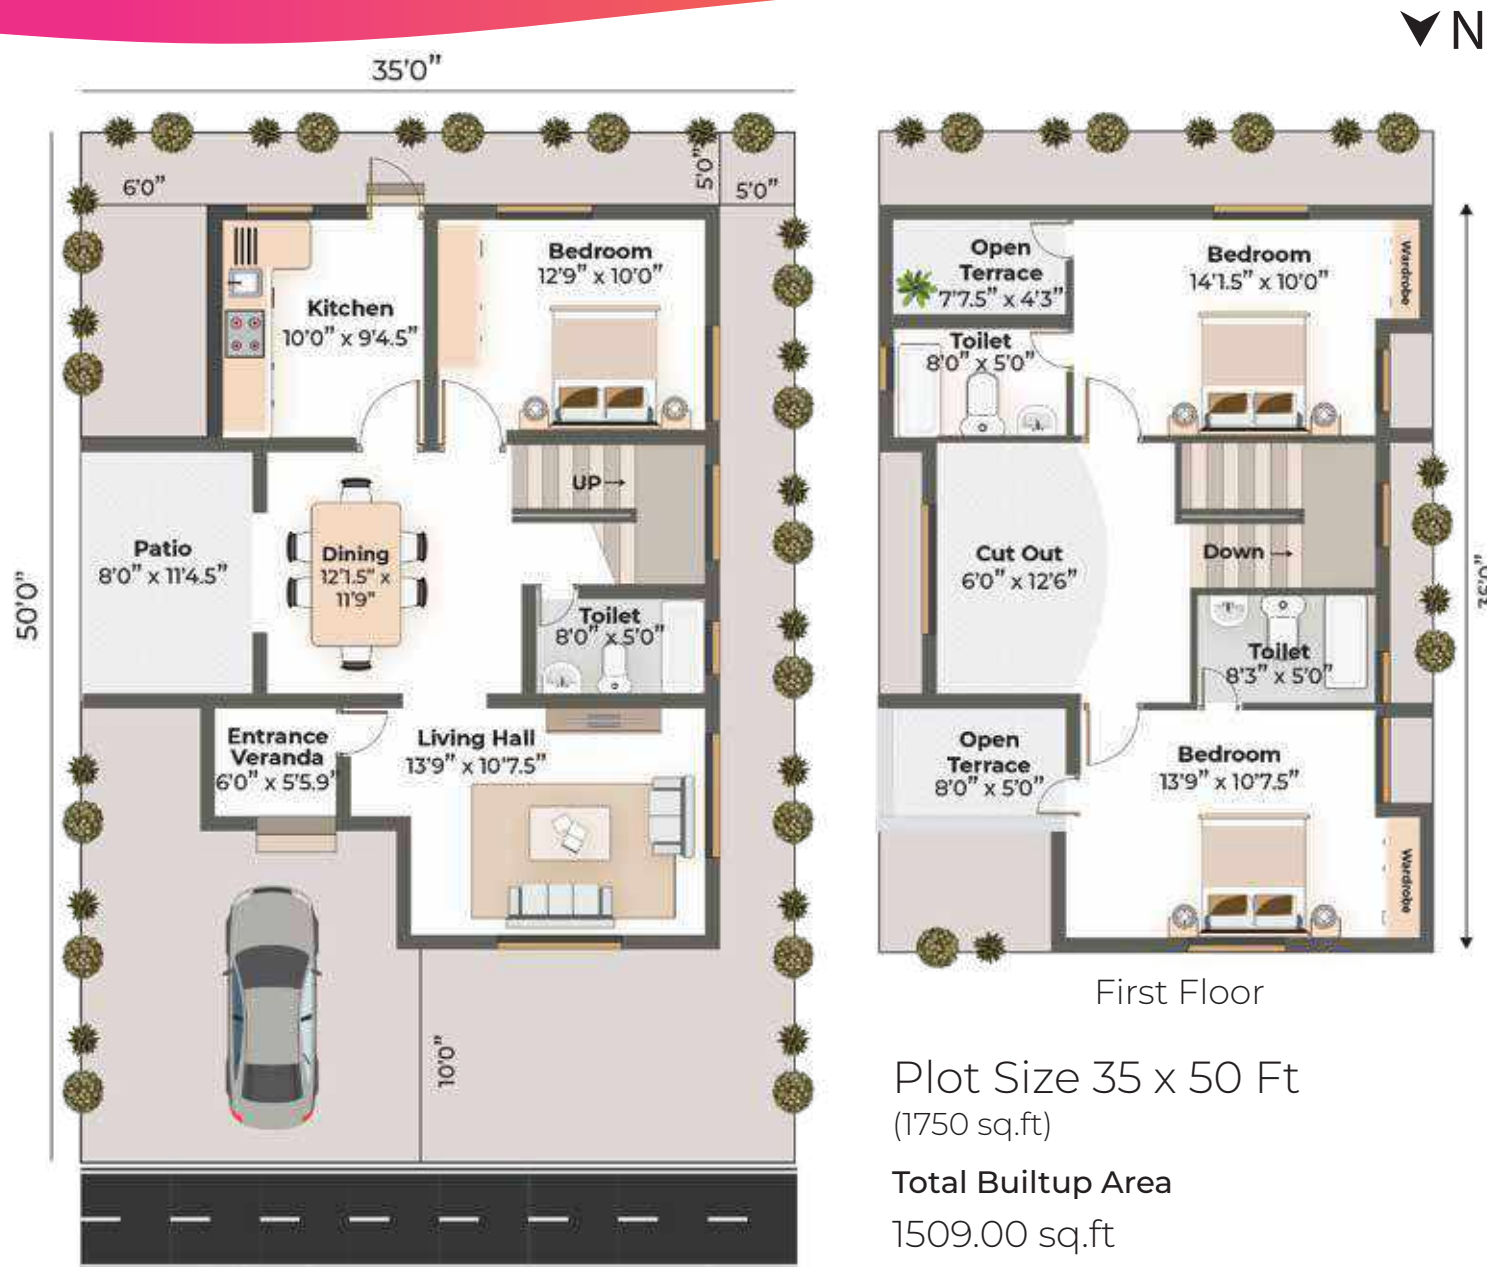 N
35'0”
6'0”
5'0”
5'0”
Kitchen
10'0” x 9'4.5”
Bedroom
12'9” x 10'0”
UP→
Patio
8'0” x 11'4.5”
Dining
12'1.5” x
11'9”
50'0”
Toilet
8'0” x 5'0”
Entrance
Veranda
6'0” x 5'5.9”
Living Hall
13'9” x 10'7.5”
10'0”
Open
Terrace
7'7.5” x 4'3”
Bedroom
14'1.5” x 10'0”
Wardrobe
Toilet
8'0” x 5'0”
Cut Out
6'0” x 12'6”
Down→
Toilet
8'3” x 5'0”
Open
Terrace
8'0” x 5'0”
Bedroom
13'9” x 10'7.5”
Wardrobe
First Floor
Plot Size 35 x 50 Ft
(1750 sq.ft)
Total Builtup Area
1509.00 sq.ft